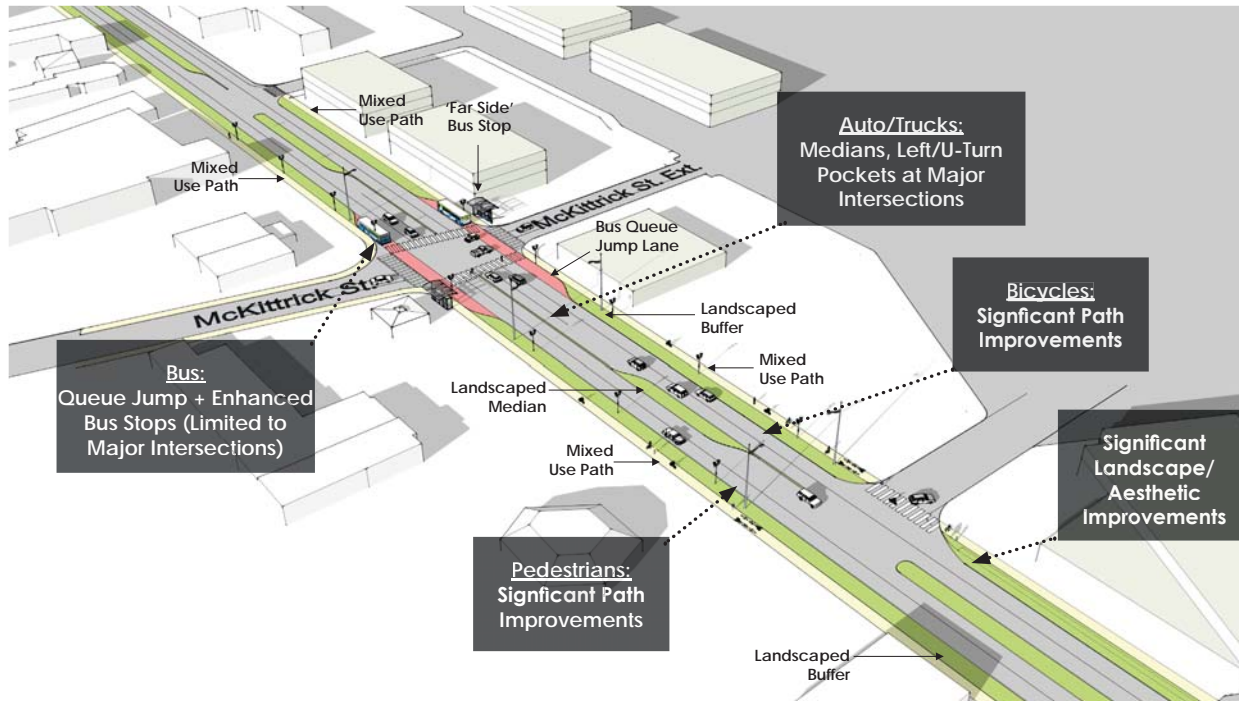 Mixed
Use Path
'Far Side'
Bus Stop
Auto/Trucks:
Medians, Left/U-Turn
Pockets at Major
Intersections
Mixed
Use Path
McKittrick St. Ext.
Bus Queue
Jump Lane
McKittrick St.
Bicycles:
Signficant Path
Improvements
Landscaped
Buffer
Bus:
Queue Jump + Enhanced
Bus Stops (Limited to
Major Intersections)
Mixed
Use Path
Landscaped
Median
Significant
Landscape/
Aesthetic
Improvements
Mixed
Use Path
Pedestrians:
Signficant Path
Improvements
Landscaped
Buffer